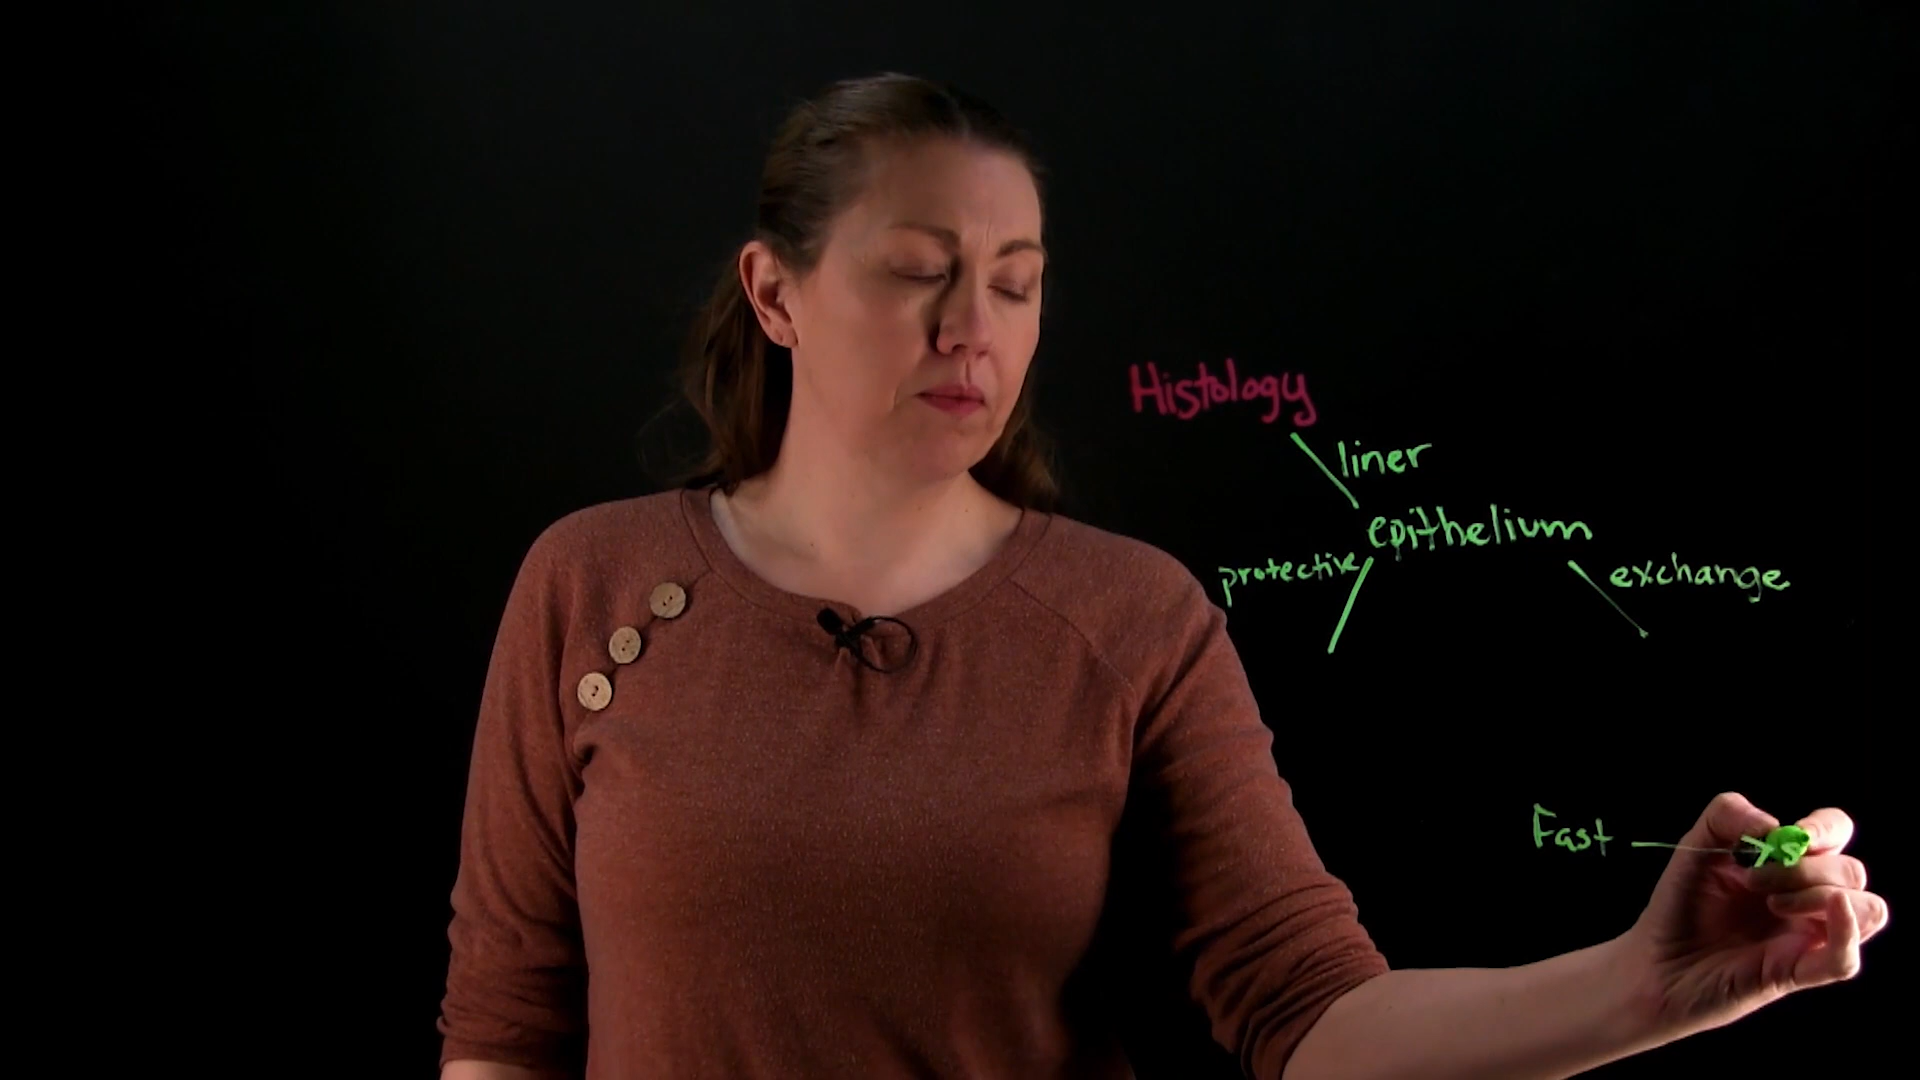 Histology
liner
epithelium
protective
exchange
Fast s